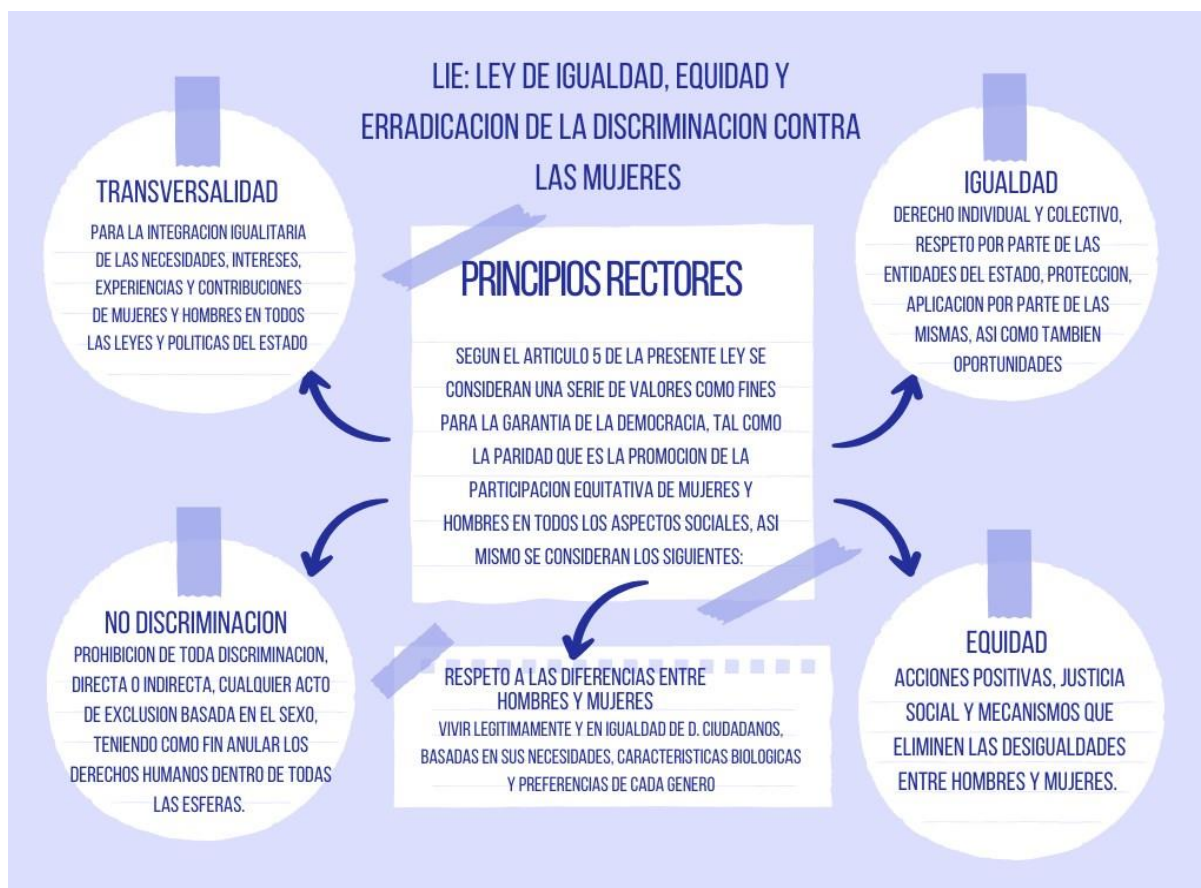 LIE: LEY DE IGUALDAD, EQUIDAD Y
ERRADICACION DE LA DISCRIMINACION CONTRA
LAS MUJERES
TRANSVERSALIDAD
PARA LA INTEGRACION IGUALITARIA
DE LAS NECESIDADES, INTERESES,
EXPERIENCIAS Y CONTRIBUCIONES
DE MUJERES Y HOMBRES EN TODOS
LAS LEYES Y POLITICAS DEL ESTADO
PRINCIPIOS RECTORES
SEGUN EL ARTICULO 5 DE LA PRESENTE LEY SE
CONSIDERAN UNA SERIE DE VALORES COMO FINES
PARA LA GARANTIA DE LA DEMOCRACIA, TAL COMO
LA PARIDAD QUE ES LA PROMOCION DE LA
PARTICIPACION EQUITATIVA DE MUJERES Y
HOMBRES EN TODOS LOS ASPECTOS SOCIALES, ASI
MISMO SE CONSIDERAN LOS SIGUIENTES:
IGUALDAD
DERECHO INDIVIDUAL Y COLECTIVO,
RESPETO POR PARTE DE LAS
ENTIDADES DEL ESTADO, PROTECCION,
APLICACION POR PARTE DE LAS
MISMAS, ASI COMO TAMBIEN
OPORTUNIDADES
NO DISCRIMINACION
PROHIBICION DE TODA DISCRIMINACION,
DIRECTA O INDIRECTA, CUALQUIER ACTO
DE EXCLUSION BASADA EN EL SEXO,
TENIENDO COMO FIN ANULAR LOS
DERECHOS HUMANOS DENTRO DE TODAS
LAS ESFERAS.
RESPETO A LAS DIFERENCIAS ENTRE
HOMBRES Y MUJERES
VIVIR LEGITIMAMENTE Y EN IGUALDAD DE D. CIUDADANOS,
BASADAS EN SUS NECESIDADES, CARACTERISTICAS BIOLOGICAS
Y PREFERENCIAS DE CADA GENERO
EQUIDAD
ACCIONES POSITIVAS, JUSTICIA
SOCIAL Y MECANISMOS QUE
ELIMINEN LAS DESIGUALDADES
ENTRE HOMBRES Y MUJERES.